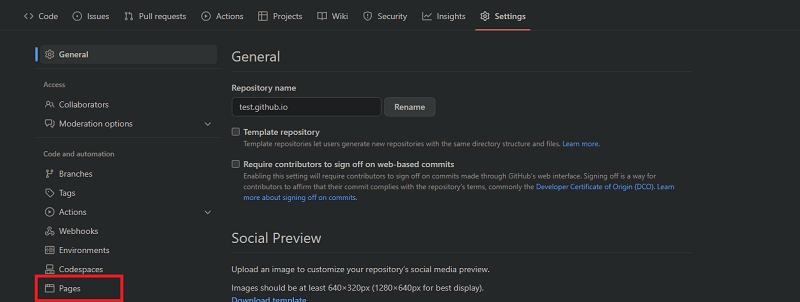 Code Issues Pull requests Actions Projects Wiki Security Insights Settings
General
Access
Collaborators
Moderation options
Code and automation
Branches
Tags
Actions
Webhooks
Environments
Codespaces
Pages
General
Repository name
test.github.io Rename
Template repository
Template repositories let users generate new repositories with the same directory structure and files. Learn more.
Require contributors to sign off on web-based commits
Enabling this setting will require contributors to sign off on commits made through GitHub's web interface. Signing off is a way for
contributors to affirm that their commit complies with the repository's terms, commonly the Developer Certificate of Origin (DCO). Learn
more about signing off on commits.
Social Preview
Upload an image to customize your repository's social media preview.
Images should be at least 640×320px (1280×640px for best display).
Download template